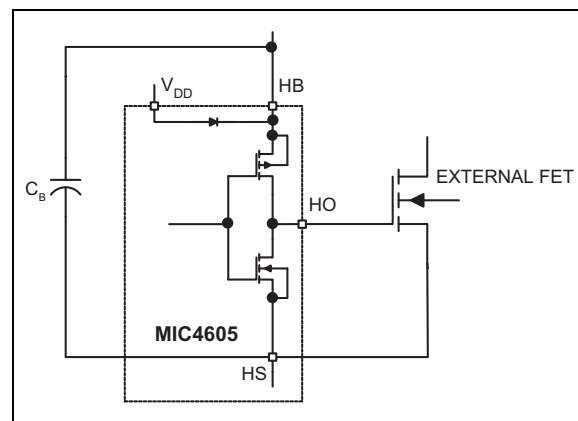 V_DD
HB
C_B
EXTERNAL FET
HO
MIC4605
HS